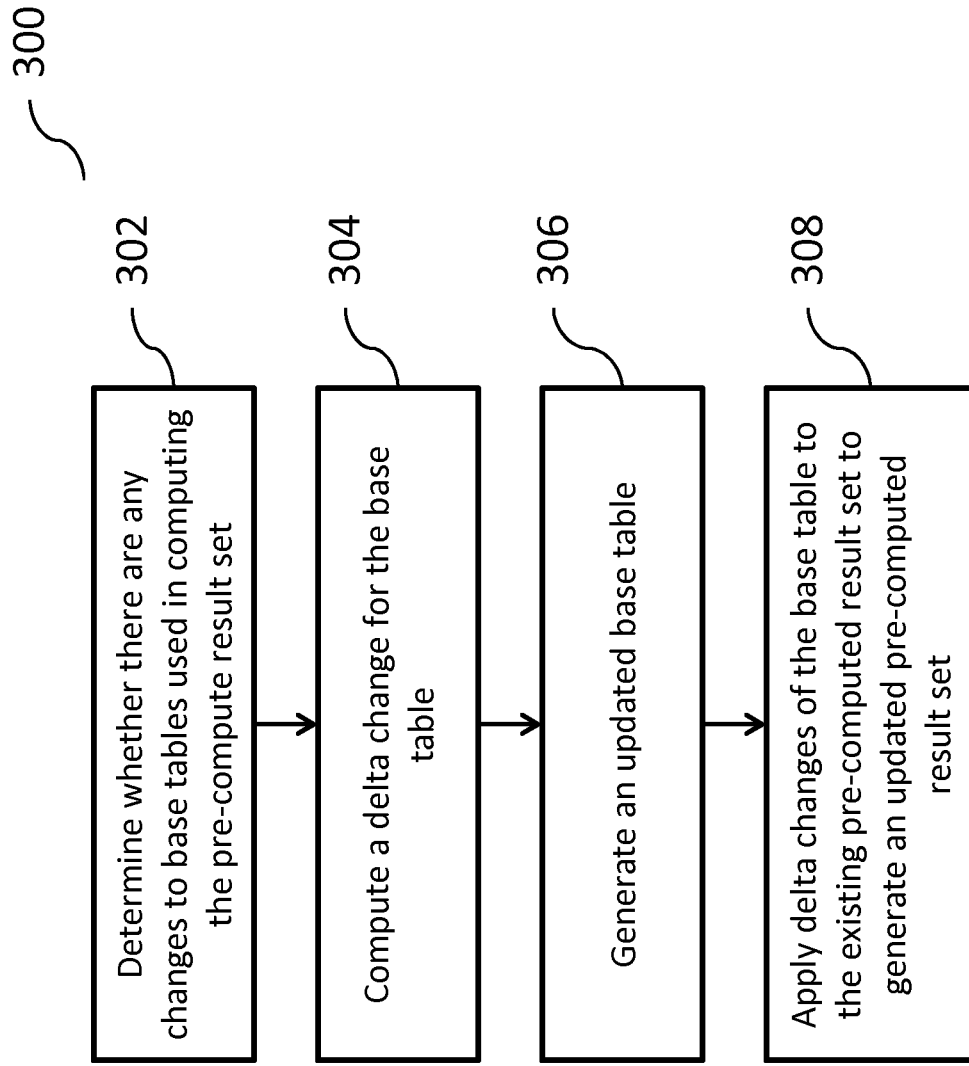 300
302
Determine whether there are any
changes to base tables used in computing
the pre-compute result set
304
Compute a delta change for the base
table
306
Generate an updated base table
308
Apply delta changes of the base table to
the existing pre-computed result set to
generate an updated pre-computed
result set